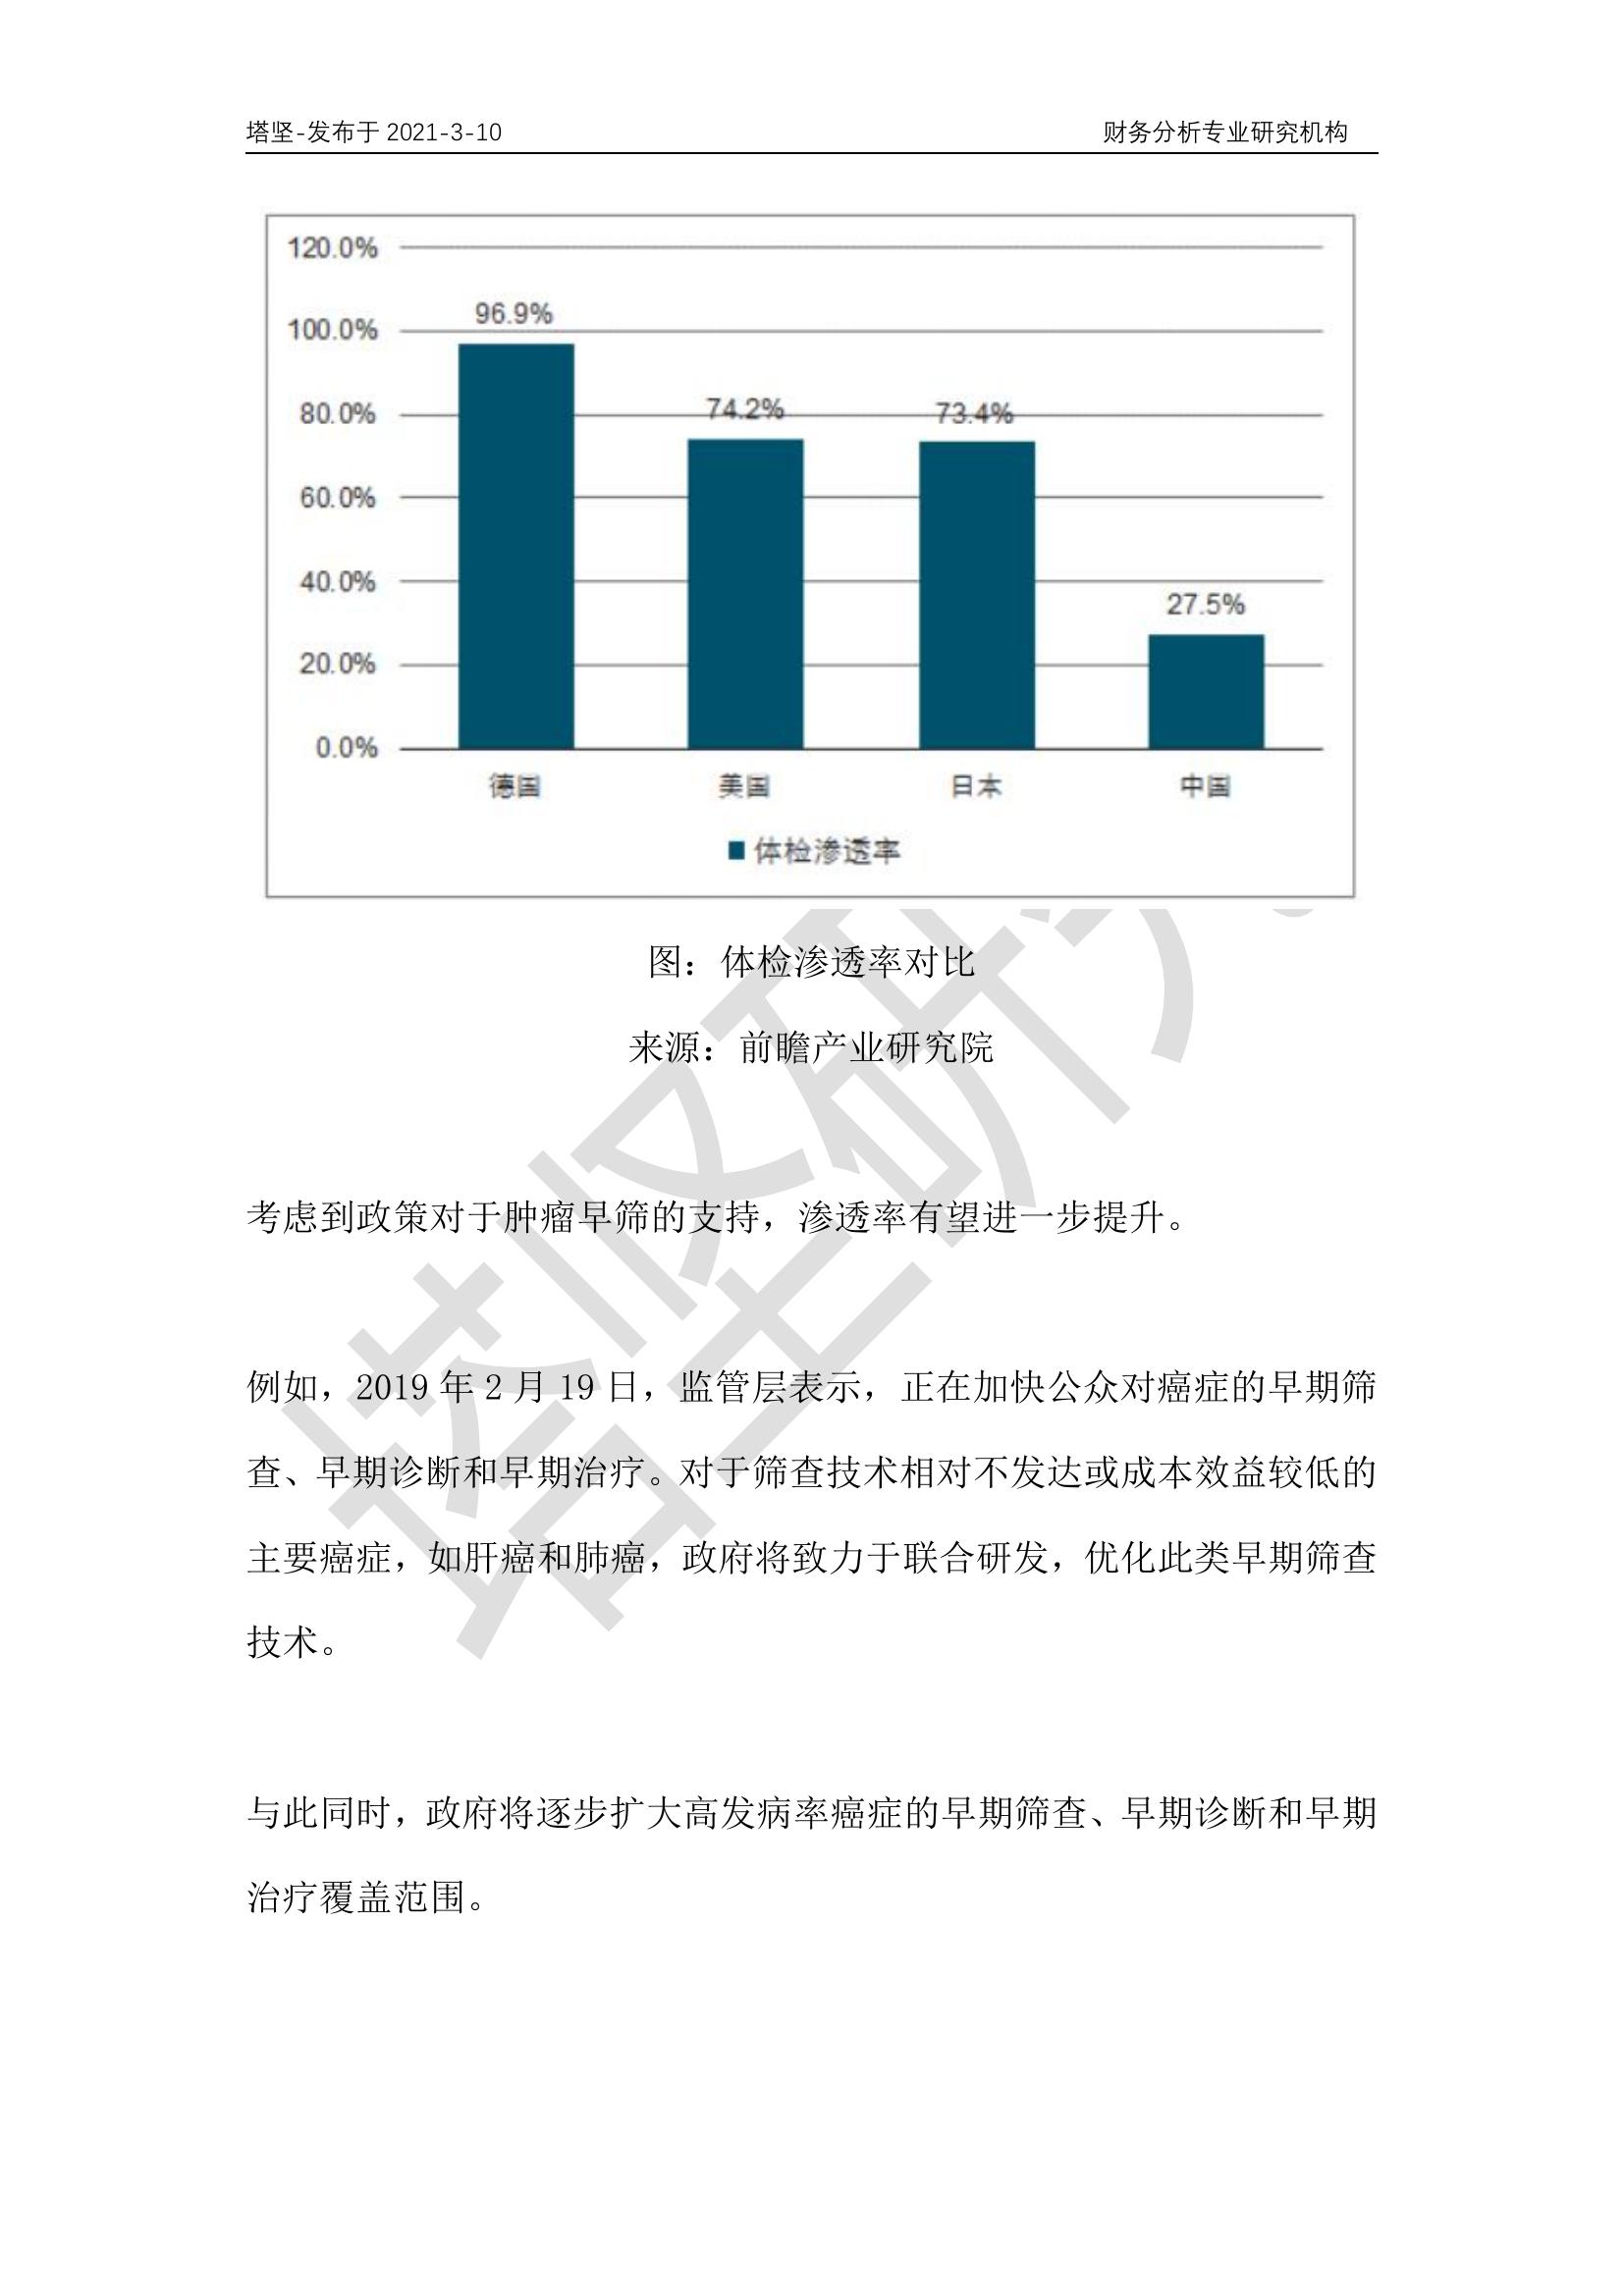 塔坚-发布于 2021-3-10 财务分析专业研究机构
120.0%
100.0%
80.0%
60.0%
40.0%
20.0%
0.0%
96.9%
74.2%
73.4%
27.5%
德国 美国 日本 中国
体检渗透率
图：体检渗透率对比
来源：前瞻产业研究院
考虑到政策对于肿瘤早筛的支持，渗透率有望进一步提升。
例如，2019 年 2 月 19 日，监管层表示，正在加快公众对癌症的早期筛
查、早期诊断和早期治疗。对于筛查技术相对不发达或成本效益较低的
主要癌症，如肝癌和肺癌，政府将致力于联合研发，优化此类早期筛查
技术。
与此同时，政府将逐步扩大高发病率癌症的早期筛查、早期诊断和早期
治疗覆盖范围。
塔坚研